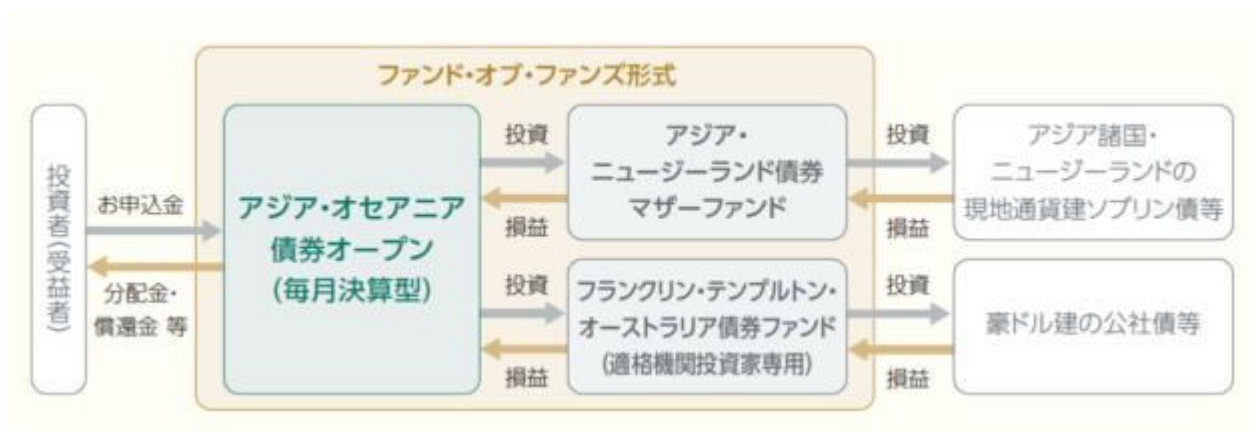 ファンド・オブ・ファンズ形式
投資者(受益者)
お申込金
分配金・
償還金 等
アジア・オセアニア
債券オープン
(毎月決算型)
投資
損益
アジア・
ニュージーランド債券
マザーファンド
投資
損益
アジア諸国・
ニュージーランドの
現地通貨建ソブリン債等
投資
損益
フランクリン・テンプルトン・
オーストラリア債券ファンド
(適格機関投資家専用)
投資
損益
豪ドル建の公社債等